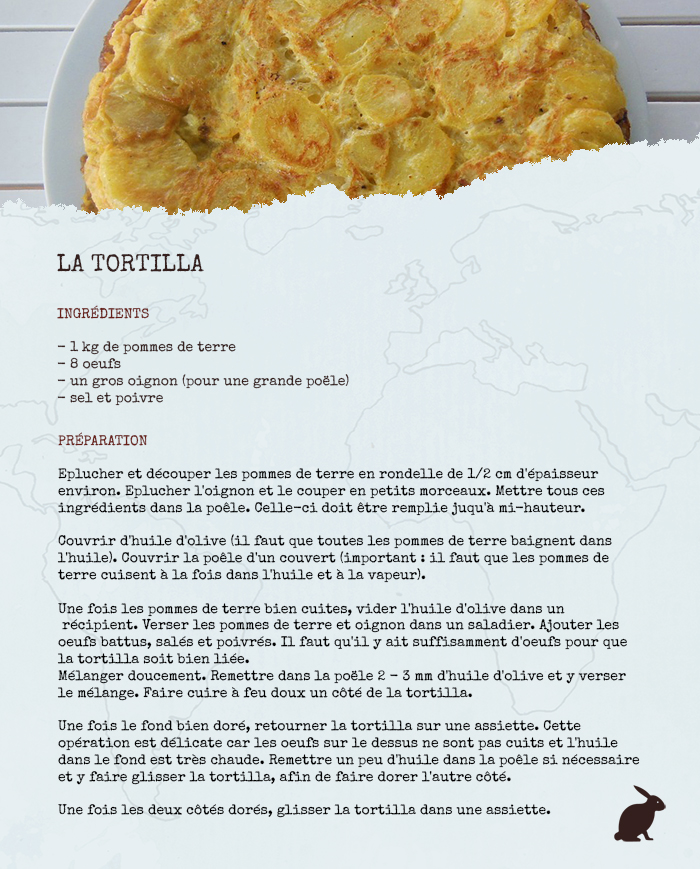 LA TORTILLA
INGRÉDIENTS
- 1 kg de pommes de terre
- 8 oeufs
- un gros oignon (pour une grande poële)
- sel et poivre
PRÉPARATION
Eplucher et découper les pommes de terre en rondelle de 1/2 cm d'épaisseur
environ. Eplucher l'oignon et le couper en petits morceaux. Mettre tous ces
ingrédients dans la poêle. Celle-ci doit être remplie juqu'à mi-hauteur.
Couvrir d'huile d'olive (il faut que toutes les pommes de terre baignent dans
l'huile). Couvrir la poêle d'un couvert (important : il faut que les pommes de
terre cuisent à la fois dans l'huile et à la vapeur).
Une fois les pommes de terre bien cuites, vider l'huile d'olive dans un
récipient. Verser les pommes de terre et oignon dans un saladier. Ajouter les
oeufs battus, salés et poivrés. Il faut qu'il y ait suffisamment d'oeufs pour que
la tortilla soit bien liée.
Mélanger doucement. Remettre dans la poële 2 - 3 mm d'huile d'olive et y verser
le mélange. Faire cuire à feu doux un côté de la tortilla.
Une fois le fond bien doré, retourner la tortilla sur une assiette. Cette
opération est délicate car les oeufs sur le dessus ne sont pas cuits et l'huile
dans le fond est très chaude. Remettre un peu d'huile dans la poêle si nécessaire
et y faire glisser la tortilla, afin de faire dorer l'autre côté.
Une fois les deux côtés dorés, glisser la tortilla dans une assiette.